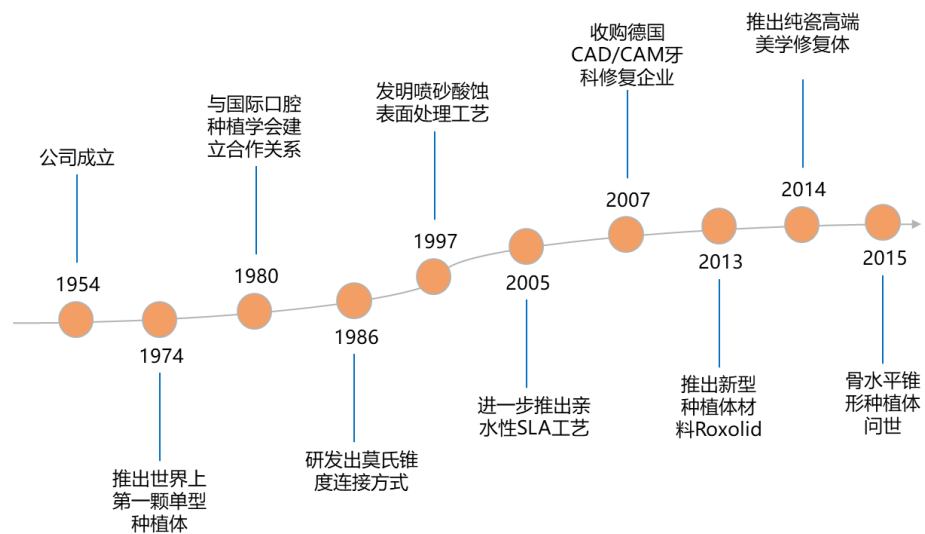 公司成立
1954
1974
推出世界上
第一颗单型
种植体
与国际口腔
种植学会建
立合作关系
1980
1986
研发出莫氏锥
度连接方式
发明喷砂酸蚀
表面处理工艺
1997
2005
进一步推出亲
水性SLA工艺
收购德国
CAD/CAM牙
科修复企业
2007
2013
推出新型
种植体材
料Roxolid
推出纯瓷高端
美学修复体
2014
2015
骨水平锥
形种植体
问世